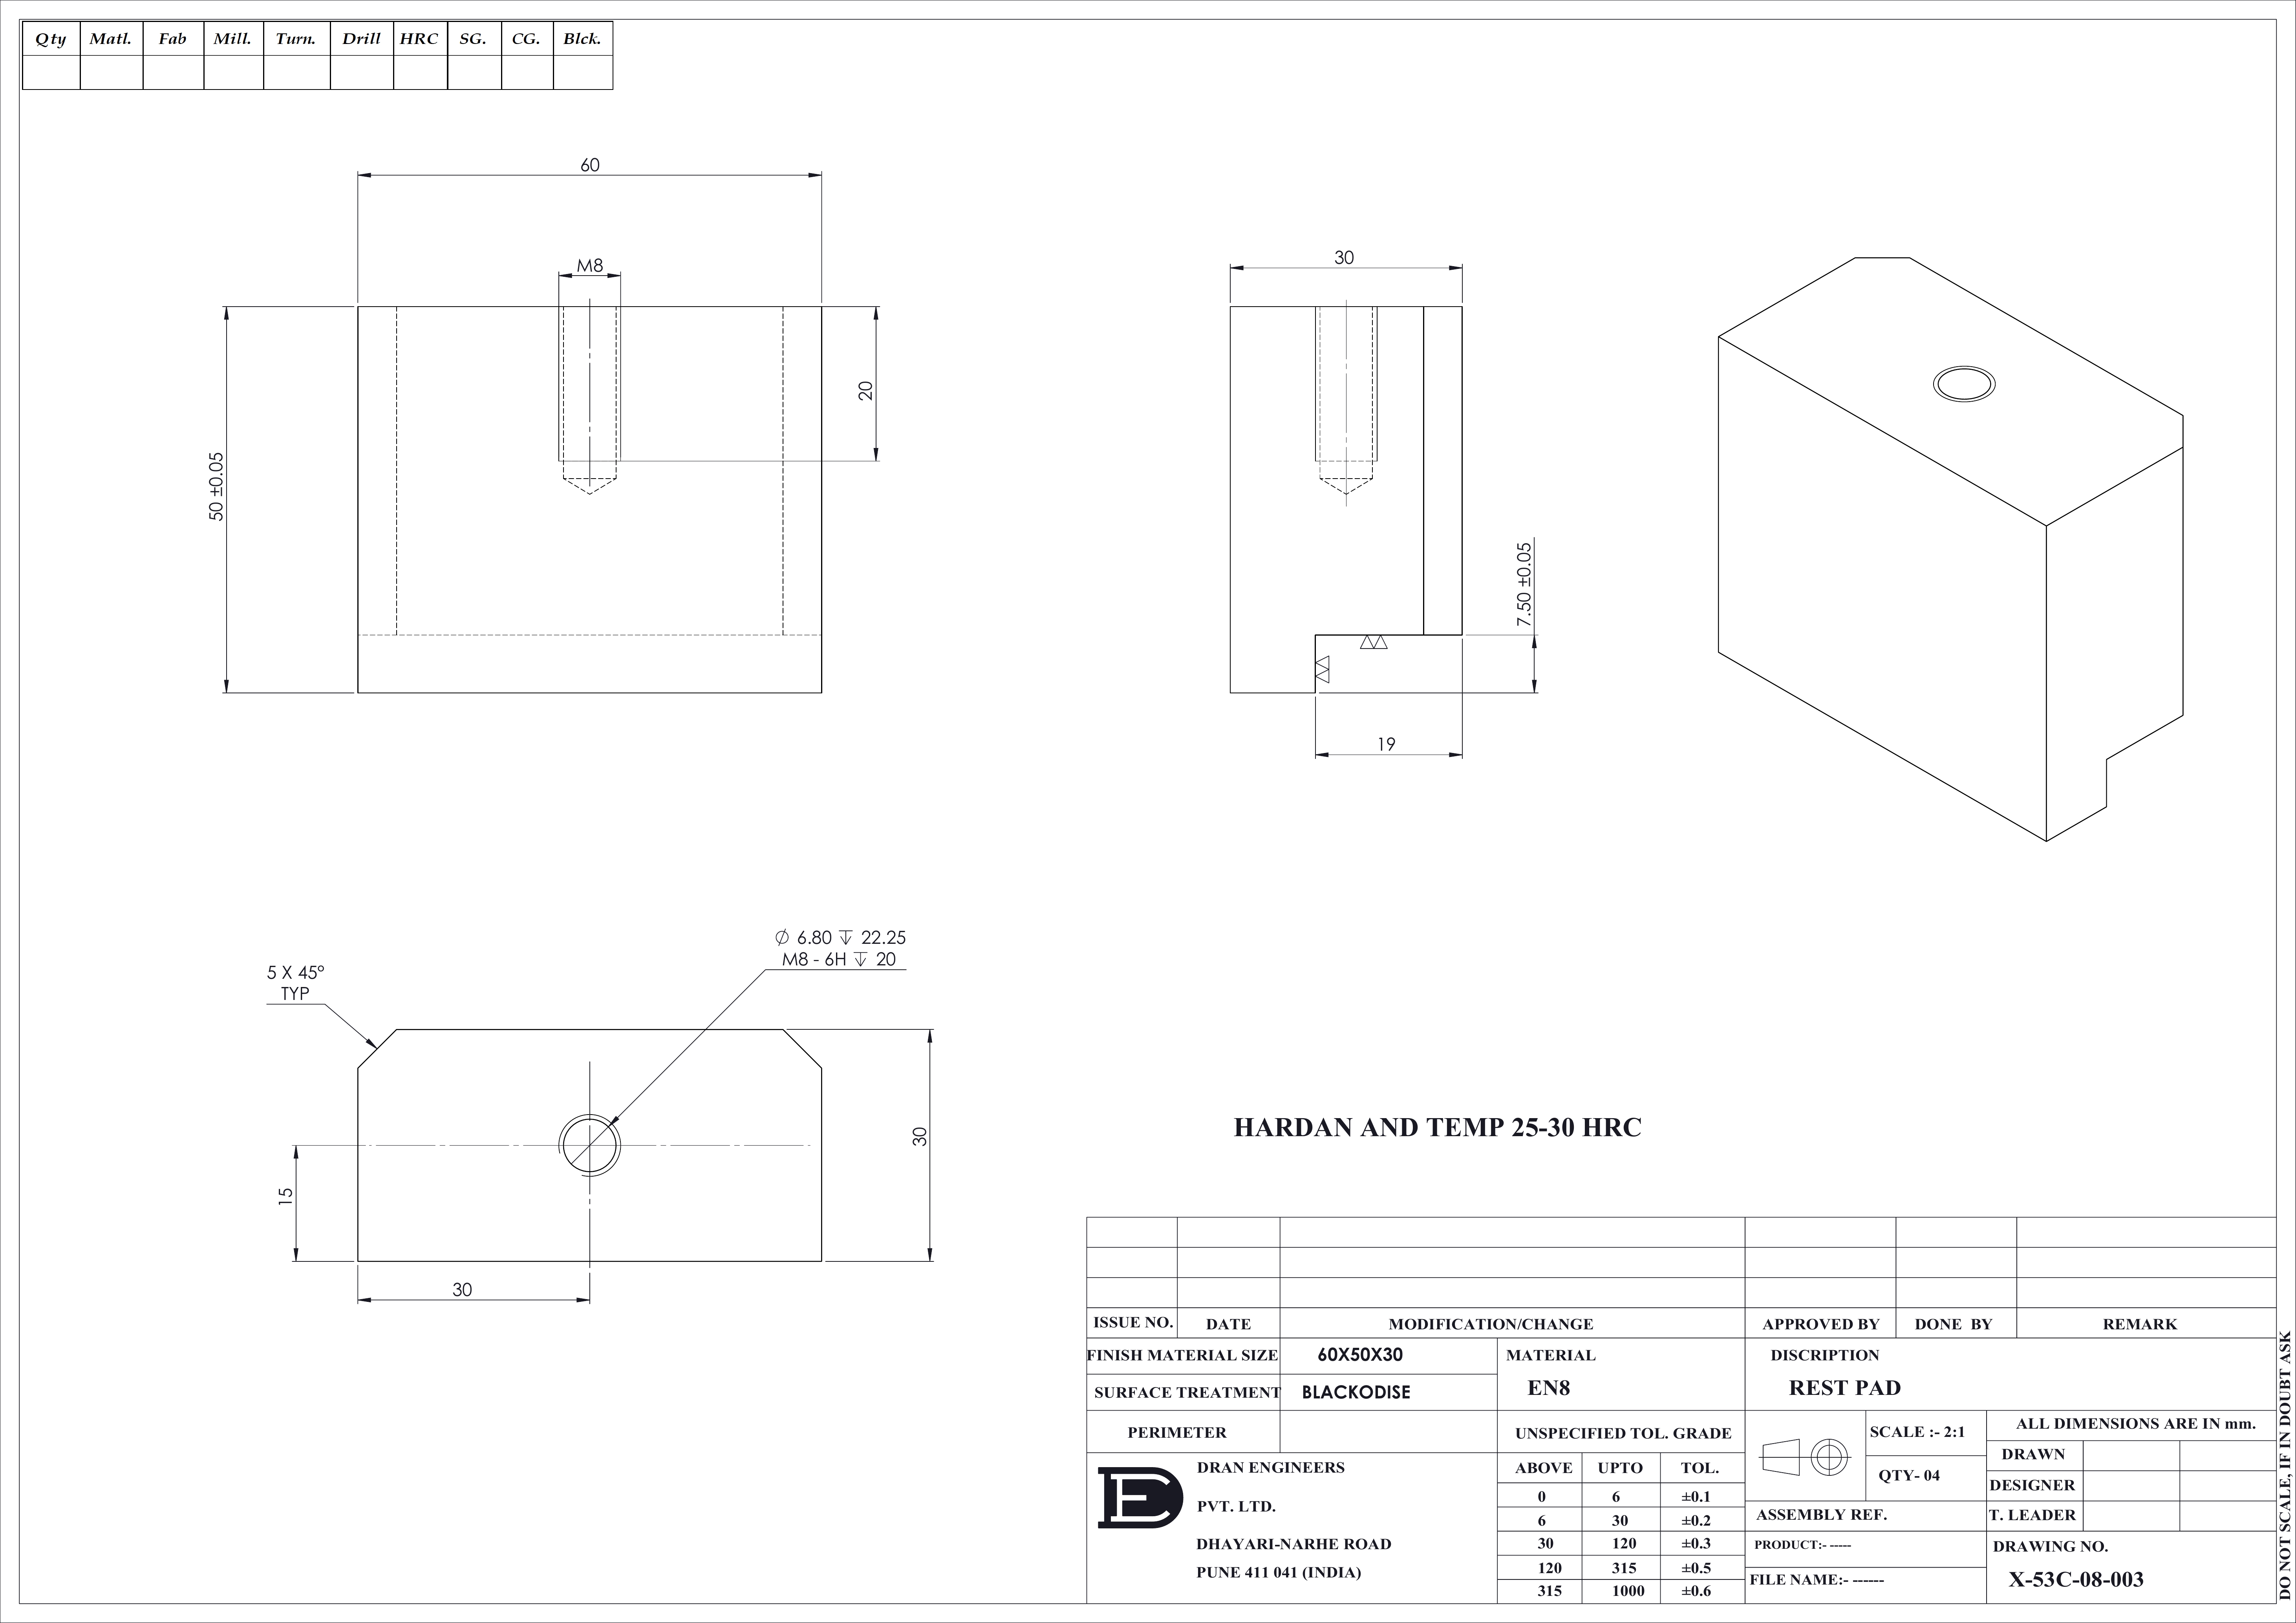 Qty Matl. Fab Mill. Turn. Drill HRC SG. CG. Blck.
60
M8
20
50 ±0.05
30
7.50 ±0.05
19
⌀ 6.80 ↧ 22.25
M8 - 6H ↧ 20
5 X 45°
TYP
30
15
30
HARDAN AND TEMP 25-30 HRC
ISSUE NO. DATE MODIFICATION/CHANGE APPROVED BY DONE BY REMARK
FINISH MATERIAL SIZE 60X50X30
SURFACE TREATMENT BLACKODISE
MATERIAL
EN8
DISCRIPTION
REST PAD
PERIMETER
UNSPECIFIED TOL. GRADE
ABOVE UPTO TOL.
0 6 ±0.1
6 30 ±0.2
30 120 ±0.3
120 315 ±0.5
315 1000 ±0.6
DE
DRAN ENGINEERS
PVT. LTD.
DHAYARI-NARHE ROAD
PUNE 411 041 (INDIA)
SCALE :- 2:1
QTY- 04
ALL DIMENSIONS ARE IN mm.
DRAWN
DESIGNER
T. LEADER
ASSEMBLY REF.
PRODUCT:- -----
FILE NAME:- ------
DRAWING NO.
X-53C-08-003
DO NOT SCALE, IF IN DOUBT ASK